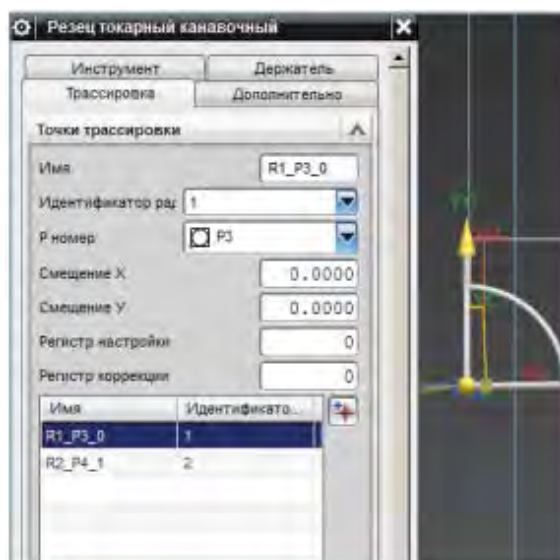 Резец токарный канавочный
Инструмент Держатель
Трассировка Дополнительно
Точки трассировки
Имя R1_P3_0
Идентификатор рад 1
Р номер P3
Смещение X 0.0000
Смещение Y 0.0000
Регистр настройки 0
Регистр коррекции 0
Имя Идентификато...
R1_P3_0 1
R2_P4_1 2